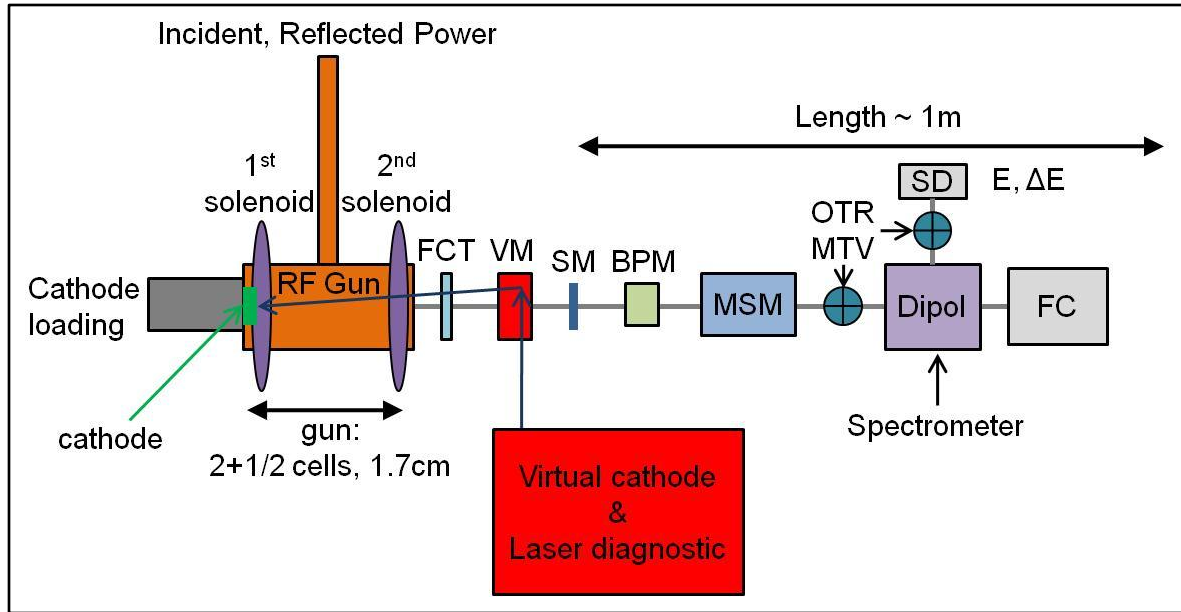 Incident, Reflected Power
Length ~ 1m
1st
solenoid
2nd
solenoid
SD
E, ΔE
OTR
MTV
FCT
VM
SM
BPM
RF Gun
Cathode
loading
MSM
Dipol
FC
cathode
gun:
2+1/2 cells, 1.7cm
Spectrometer
Virtual cathode
&
Laser diagnostic